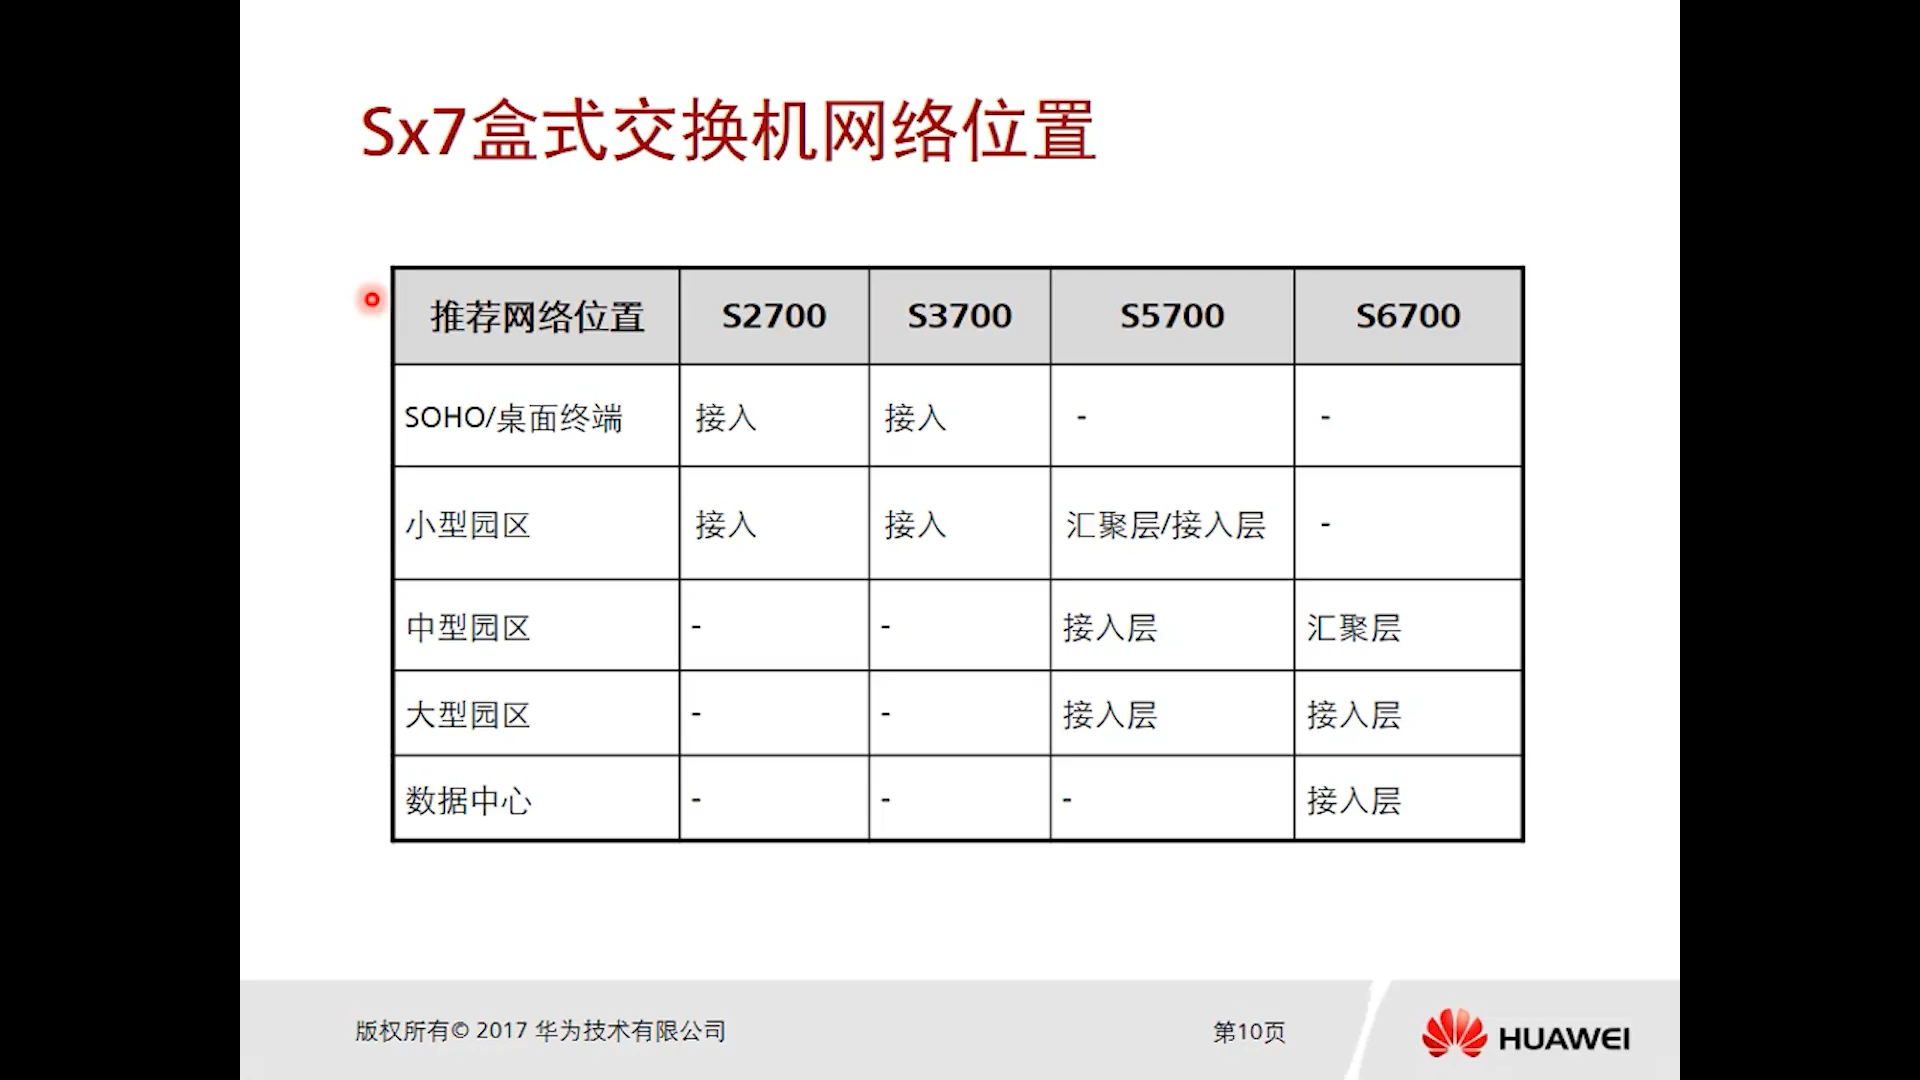 Sx7盒式交换机网络位置
推荐网络位置 S2700 S3700 S5700 S6700
SOHO/桌面终端 接入 接入 - -
小型园区 接入 接入 汇聚层/接入层 -
中型园区 - - 接入层 汇聚层
大型园区 - - 接入层 接入层
数据中心 - - - 接入层
版权所有© 2017 华为技术有限公司 第10页 HUAWEI